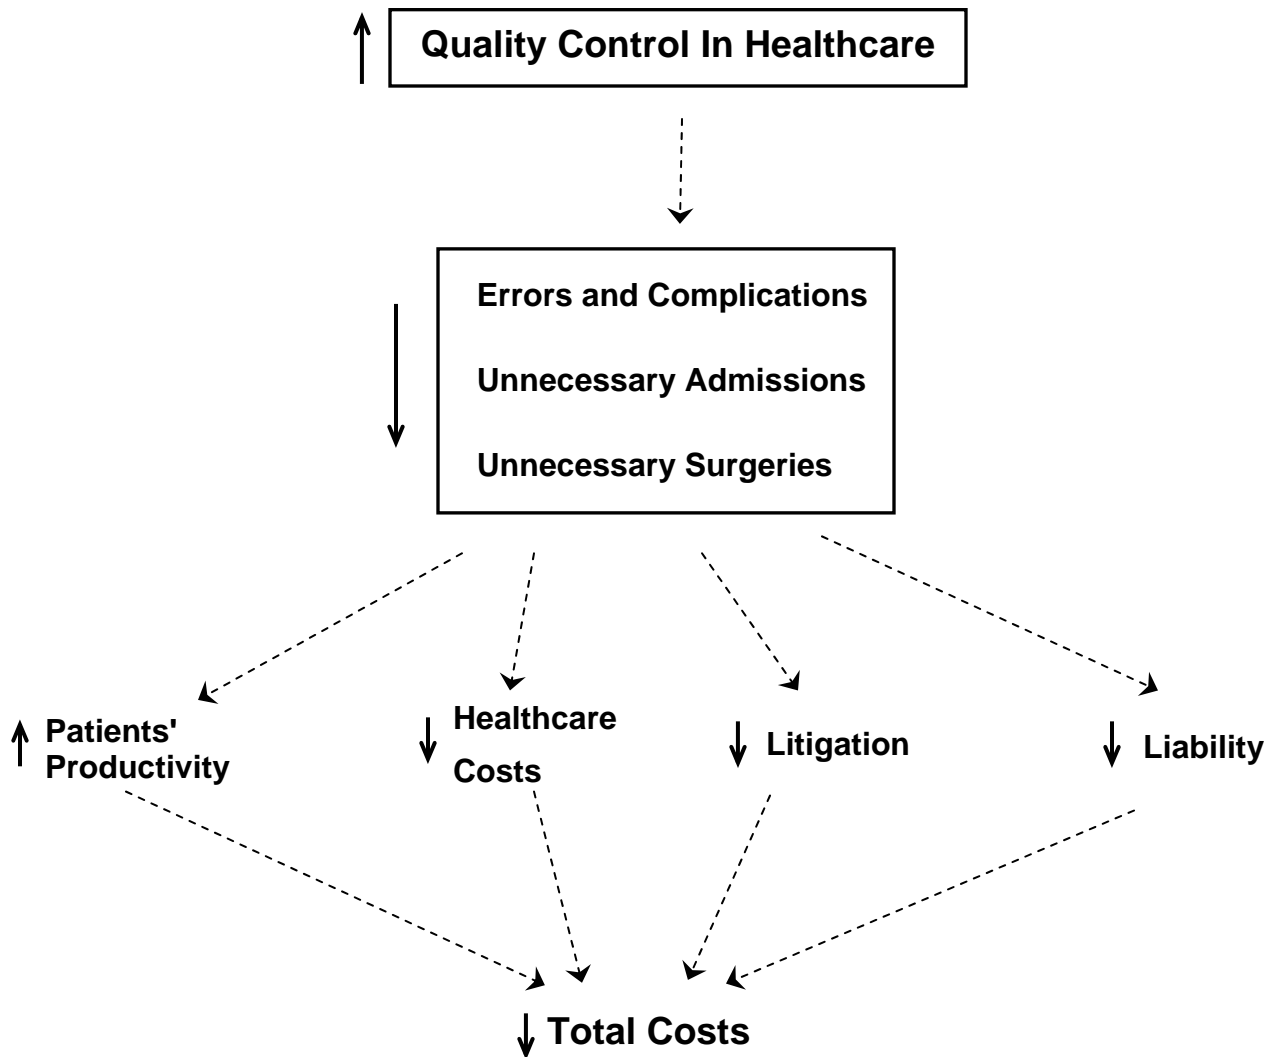 Quality Control In Healthcare
Errors and Complications
Unnecessary Admissions
Unnecessary Surgeries
Patients'
Productivity
Healthcare
Costs
Litigation
Liability
Total Costs